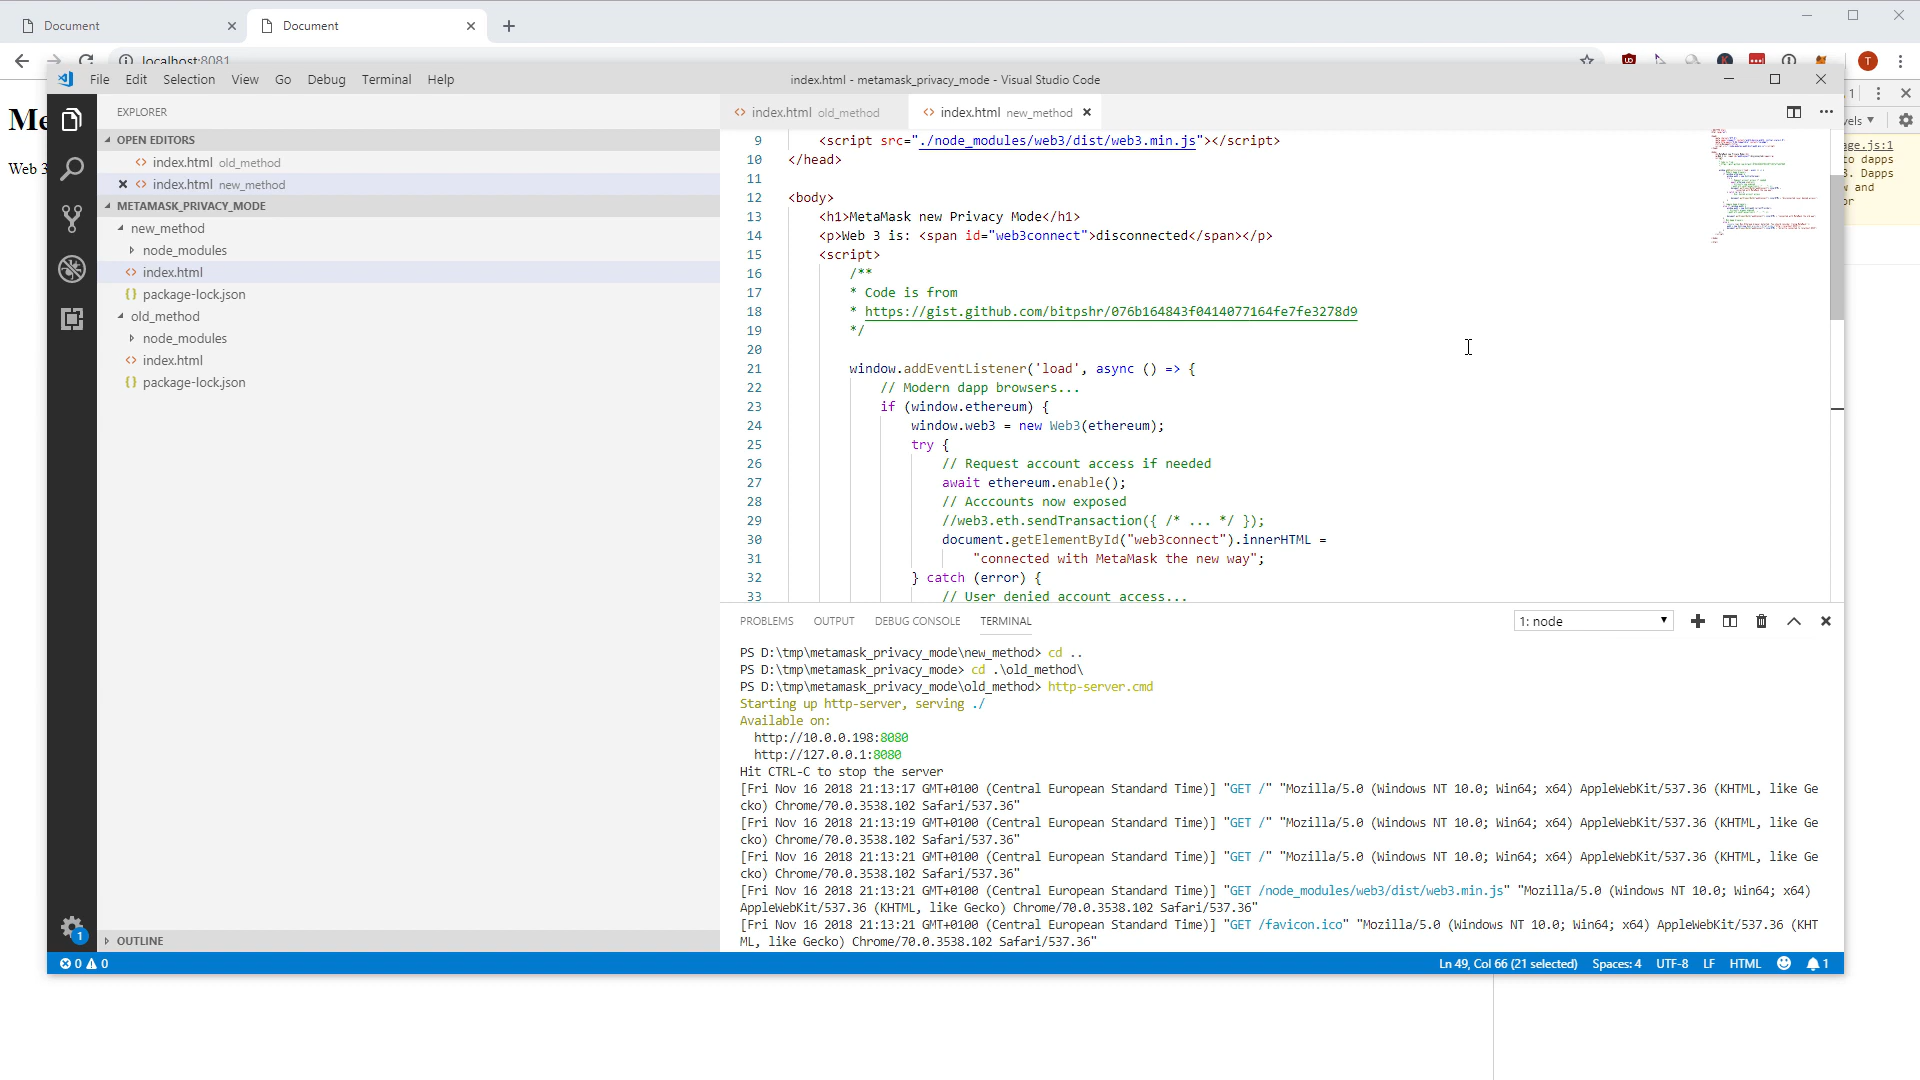 Document
Document
localhost:8081
T
File Edit Selection View Go Debug Terminal Help
index.html - metamask_privacy_mode - Visual Studio Code
EXPLORER
OPEN EDITORS
index.html old_method
index.html new_method
METAMASK_PRIVACY_MODE
new_method
node_modules
index.html
package-lock.json
old_method
node_modules
index.html
package-lock.json
OUTLINE
1
Web 3
index.html old_method
index.html new_method
9 <script src="./node_modules/web3/dist/web3.min.js"></script>
10 </head>
11
12 <body>
13 <h1>MetaMask new Privacy Mode</h1>
14 <p>Web 3 is: <span id="web3connect">disconnected</span></p>
15 <script>
16 /**
17 * Code is from
18 * https://gist.github.com/bitpshr/076b164843f0414077164fe7fe3278d9
19 */
20
21 window.addEventListener('load', async () => {
22 // Modern dapp browsers...
23 if (window.ethereum) {
24 window.web3 = new Web3(ethereum);
25 try {
26 // Request account access if needed
27 await ethereum.enable();
28 // Acccounts now exposed
29 //web3.eth.sendTransaction({ /* ... */ });
30 document.getElementById("web3connect").innerHTML =
31 "connected with MetaMask the new way";
32 } catch (error) {
33 // User denied account access...
PROBLEMS OUTPUT DEBUG CONSOLE TERMINAL
1: node
PS D:\tmp\metamask_privacy_mode\new_method> cd ..
PS D:\tmp\metamask_privacy_mode> cd .\old_method\
PS D:\tmp\metamask_privacy_mode\old_method> http-server.cmd
Starting up http-server, serving ./
Available on:
http://10.0.0.198:8080
http://127.0.0.1:8080
Hit CTRL-C to stop the server
[Fri Nov 16 2018 21:13:17 GMT+0100 (Central European Standard Time)] "GET /" "Mozilla/5.0 (Windows NT 10.0; Win64; x64) AppleWebKit/537.36 (KHTML, like Ge
cko) Chrome/70.0.3538.102 Safari/537.36"
[Fri Nov 16 2018 21:13:19 GMT+0100 (Central European Standard Time)] "GET /" "Mozilla/5.0 (Windows NT 10.0; Win64; x64) AppleWebKit/537.36 (KHTML, like Ge
cko) Chrome/70.0.3538.102 Safari/537.36"
[Fri Nov 16 2018 21:13:21 GMT+0100 (Central European Standard Time)] "GET /" "Mozilla/5.0 (Windows NT 10.0; Win64; x64) AppleWebKit/537.36 (KHTML, like Ge
cko) Chrome/70.0.3538.102 Safari/537.36"
[Fri Nov 16 2018 21:13:21 GMT+0100 (Central European Standard Time)] "GET /node_modules/web3/dist/web3.min.js" "Mozilla/5.0 (Windows NT 10.0; Win64; x64)
AppleWebKit/537.36 (KHTML, like Gecko) Chrome/70.0.3538.102 Safari/537.36"
[Fri Nov 16 2018 21:13:21 GMT+0100 (Central European Standard Time)] "GET /favicon.ico" "Mozilla/5.0 (Windows NT 10.0; Win64; x64) AppleWebKit/537.36 (KHT
ML, like Gecko) Chrome/70.0.3538.102 Safari/537.36"
0 0
Ln 49, Col 66 (21 selected) Spaces: 4 UTF-8 LF HTML 1
1
age.js:1
to dapps
Dapps
and